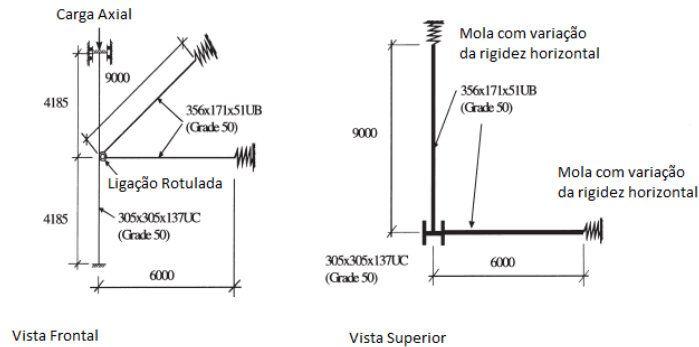 Carga Axial
9000
4185
356x171x51UB
(Grade 50)
Ligação Rotulada
4185
305x305x137UC
(Grade 50)
6000
Vista Frontal
Mola com variação
da rigidez horizontal
356x171x51UB
(Grade 50)
9000
Mola com variação
da rigidez horizontal
305x305x137UC
(Grade 50)
6000
Vista Superior